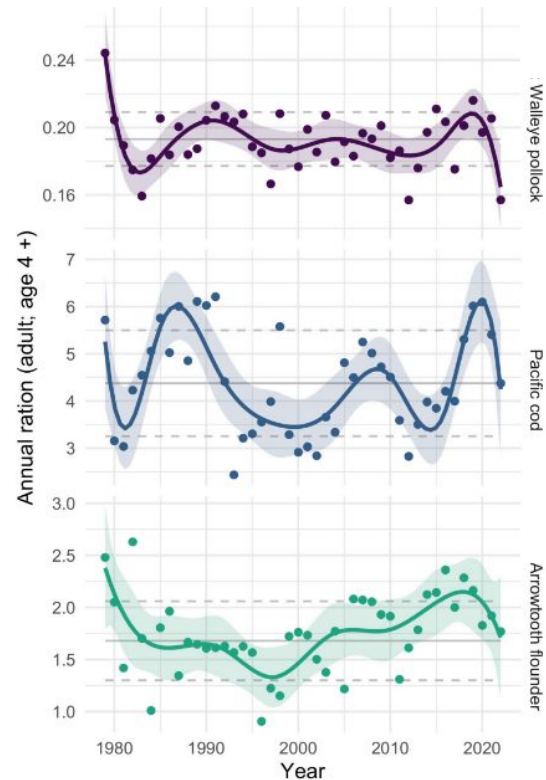 0.24
0.20
0.16
Walleye pollock
7
6
5
4
3
Pacific cod
3.0
2.5
2.0
1.5
1.0
Arrowtooth flounder
Annual ration (adult; age 4 +)
1980 1990 2000 2010 2020
Year